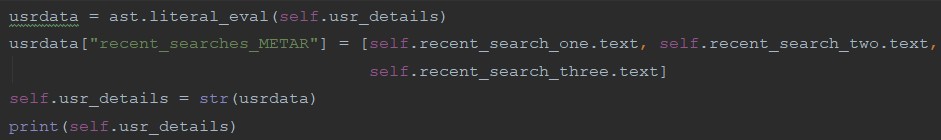 usrdata = ast.literal_eval(self.usr_details)
usrdata["recent_searches_METAR"] = [self.recent_search_one.text, self.recent_search_two.text,
self.recent_search_three.text]
self.usr_details = str(usrdata)
print(self.usr_details)